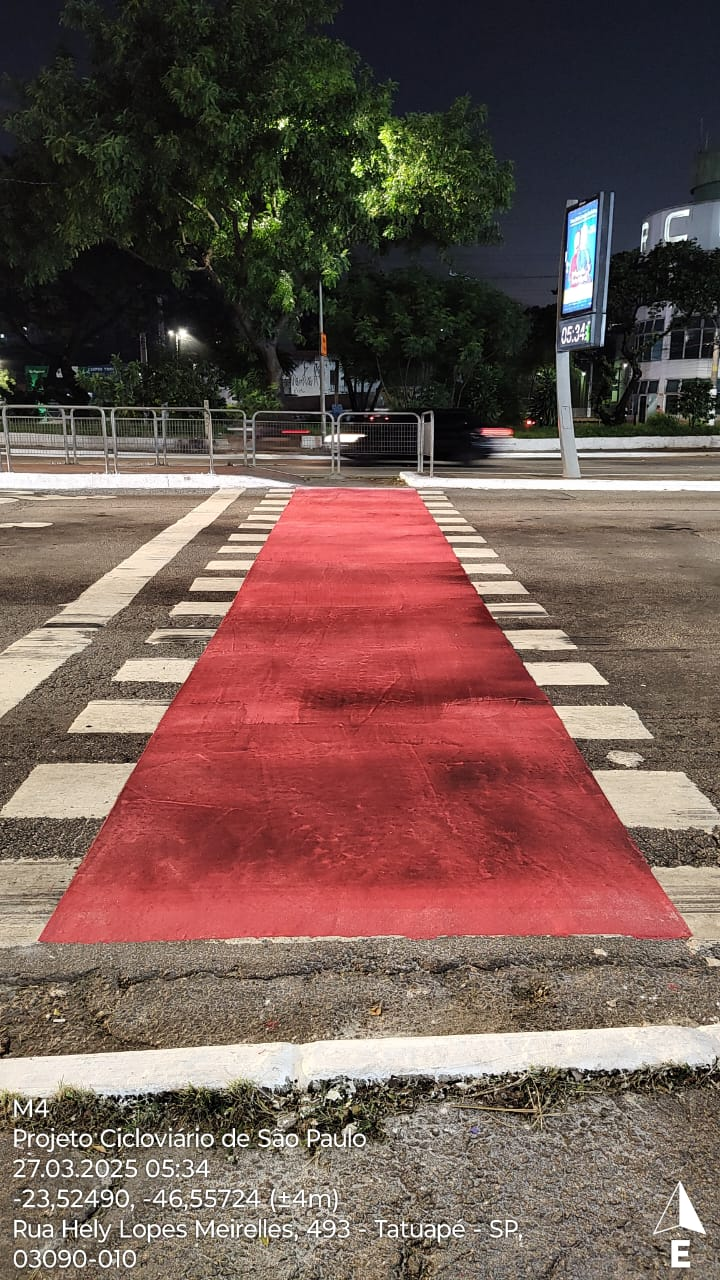 05:34
M4
Projeto Cicloviário de São Paulo
27.03.2025 05:34
-23,52490, -46,55724 (±4m)
Rua Hely Lopes Meirelles, 493 - Tatuapé - SP,
03090-010
E